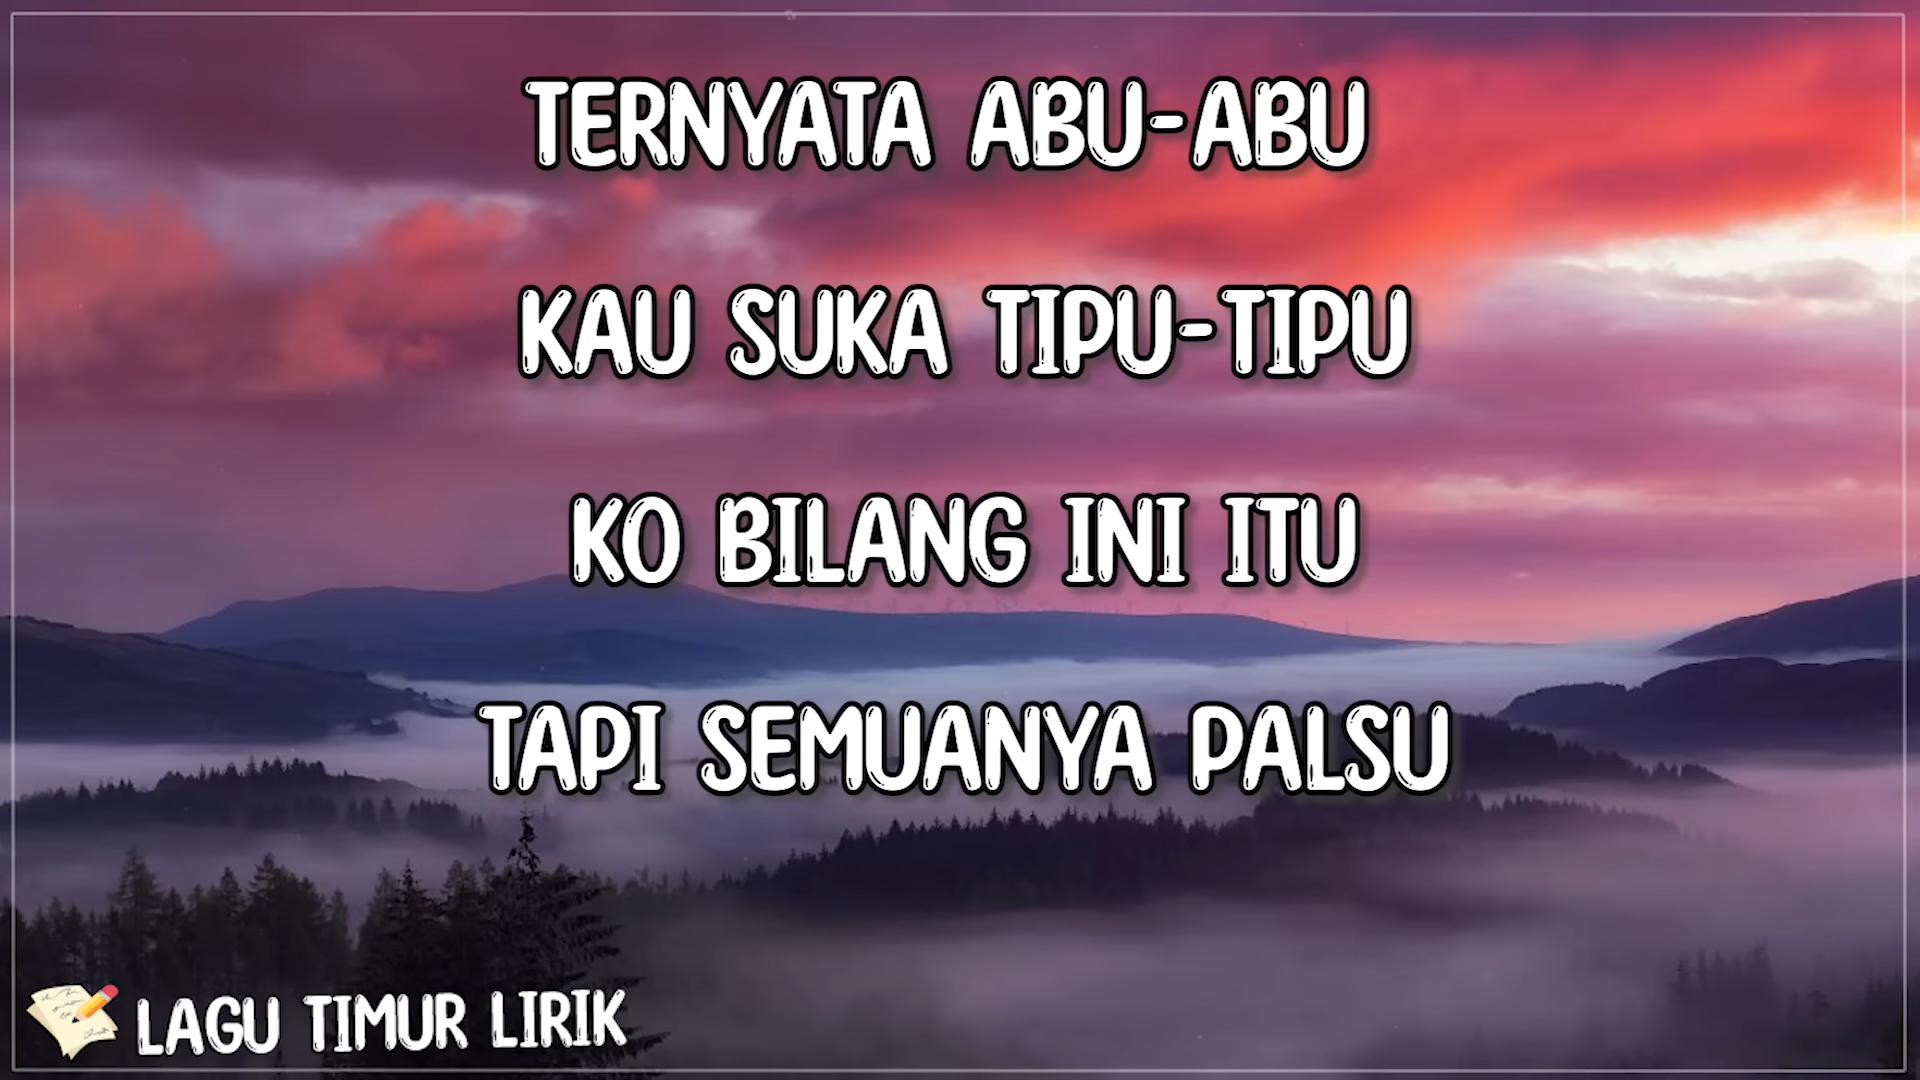 TERNYATA ABU-ABU
KAU SUKA TIPU-TIPU
KO BILANG INI ITU
TAPI SEMUANYA PALSU
LAGU TIMUR LIRIK